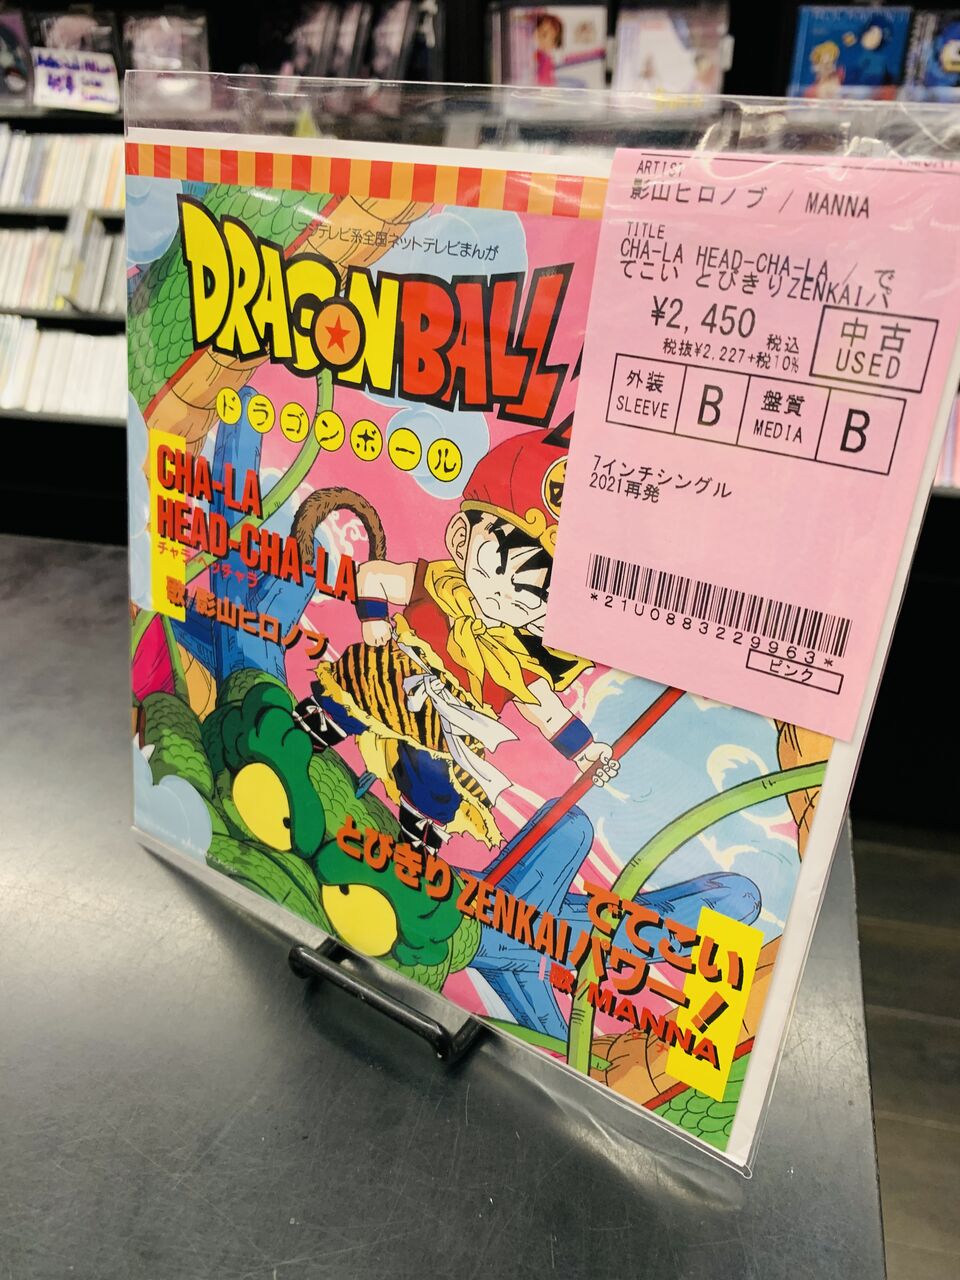 フジテレビ系全国ネットテレビまんが
DRAGON BALL
ドラゴンボール
CHA-LA
HEAD-CHA-LA
チャラ・ヘッチャラ
歌/影山ヒロノブ
でてこい
とびきりZENKAIパワー!
歌/MANNA
マンナ
ARTIST
影山ヒロノブ / MANNA
TITLE
CHA-LA HEAD-CHA-LA / で
てこい とびきりZENKAIパ
¥2,450 税込
税抜¥2,227+税10%
中古
USED
外装
SLEEVE
B
盤質
MEDIA
B
7インチシングル
2021再発
*21U0883229963*
ピンク